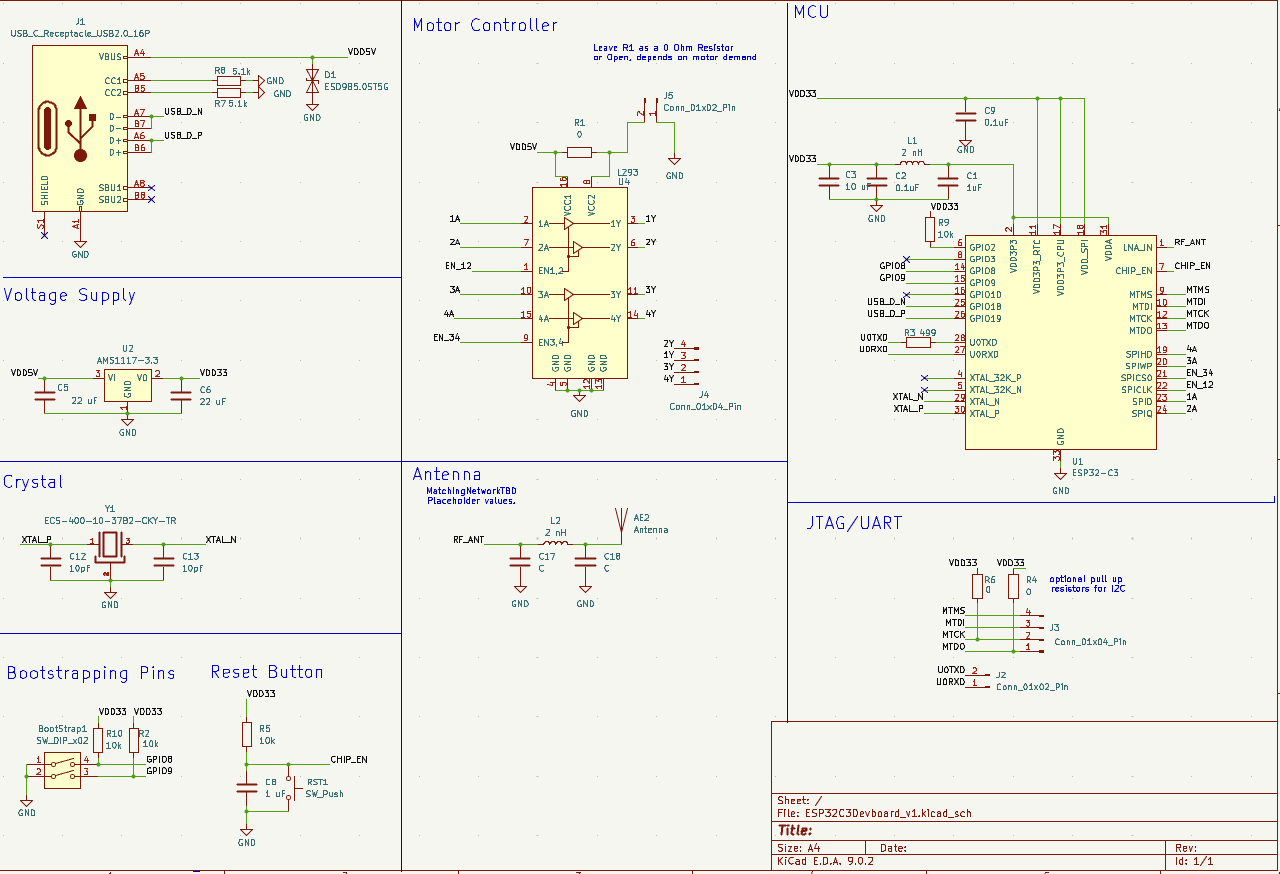 J1
USB_C_Receptacle_USB2.0_16P
VBUS A4 VDD5V
CC1 A5 R8 5.1k GND
CC2 B5 R7 5.1k GND
D1
ESD9B5.0ST5G
GND
D- A7 USB_D_N
D- B7
D+ A6 USB_D_P
D+ B6
SBU1 A8
SBU2 B8
SHIELD GND
S1 A1
GND
Voltage Supply
U2
AMS1117-3.3
VDD5V 3 VI VO 2 VDD33
GND
1
C5
22 uF
C6
22 uF
GND
Crystal
Y1
ECS-400-10-37B2-CKY-TR
XTAL_P 1 3 XTAL_N
2
C12
10pf
C13
10pf
GND
Bootstrapping Pins
VDD33 VDD33
BootStrap1
SW_DIP_x02
R10
10k
R2
10k
1 4 GPIO8
2 3 GPIO9
GND
Reset Button
VDD33
R5
10k
CHIP_EN
C8
1 uF
RST1
SW_Push
GND
Motor Controller
Leave R1 as a 0 Ohm Resistor
or Open, depends on motor demand
J5
Conn_01x02_Pin
2 1
R1
0
VDD5V
GND
L293
U4
16 8
VCC1 VCC2
1A 2 1A 1Y 3 1Y
2A 7 2A 2Y 6 2Y
EN_12 1 EN1,2
3A 10 3A 3Y 11 3Y
4A 15 4A 4Y 14 4Y
EN_34 9 EN3,4
GND GND GND GND
4 5 12 13
GND
2Y 4
1Y 3
3Y 2
4Y 1
J4
Conn_01x04_Pin
Antenna
MatchingNetworkTBD
Placeholder values.
L2
2 nH
AE2
Antenna
RF_ANT
C17
C
C18
C
GND GND
MCU
VDD33
C9
0.1uF
GND
L1
2 nH
VDD33
C3
10 uF
C2
0.1uF
C1
1uF
GND
VDD33
R9
10k
2 11 17 18 31
VDD3P3 VDD3P3_RTC VDD3P3_CPU VDD_SPI VDDA
6 GPIO2
8 GPIO3
GPIO8 14 GPIO8
GPIO9 15 GPIO9
16 GPIO10
USB_D_N 25 GPIO18
USB_D_P 26 GPIO19
U0TXD R3 499 28 U0TXD
U0RXD 27 U0RXD
4 XTAL_32K_P
5 XTAL_32K_N
XTAL_N 29 XTAL_N
XTAL_P 30 XTAL_P
LNA_IN 1 RF_ANT
CHIP_EN 7 CHIP_EN
MTMS 9 MTMS
MTDI 10 MTDI
MTCK 12 MTCK
MTDO 13 MTDO
SPIHD 19 4A
SPIWP 20 3A
SPICS0 21 EN_34
SPICLK 22 EN_12
SPID 23 1A
SPIQ 24 2A
GND
33
U1
ESP32-C3
GND
JTAG/UART
VDD33 VDD33
R6
0
R4
0
optional pull up
resistors for I2C
MTMS 4
MTDI 3
MTCK 2
MTDO 1
J3
Conn_01x04_Pin
U0TXD 2
U0RXD 1
J2
Conn_01x02_Pin
Sheet: /
File: ESP32C3Devboard_v1.kicad_sch
Title:
Size: A4 Date: Rev:
KiCad E.D.A. 9.0.2 Id: 1/1